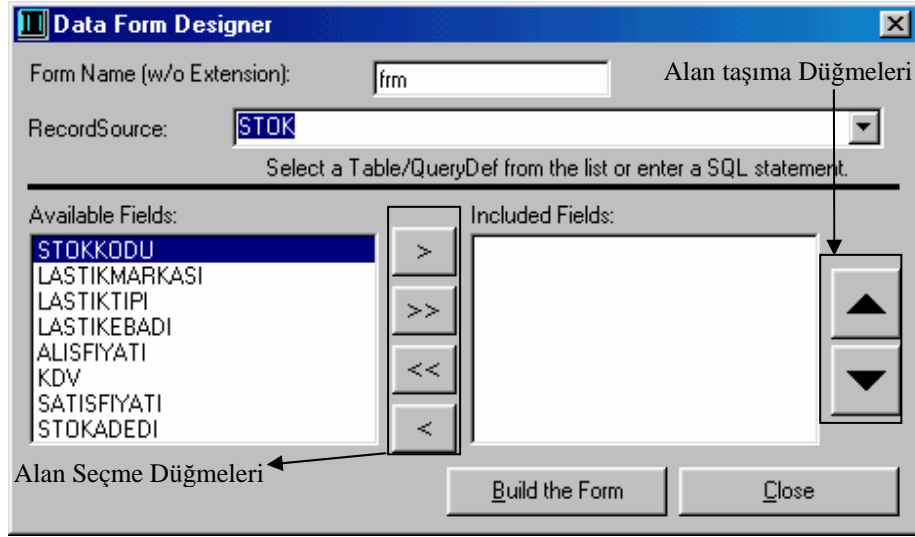 Data Form Designer
Form Name (w/o Extension):
frm
Alan taşıma Düğmeleri
RecordSource:
STOK
Select a Table/QueryDef from the list or enter a SQL statement.
Available Fields:
Included Fields:
STOKKODU
LASTIKMARKASI
LASTIKTIPI
LASTIKEBADI
ALISFIYATI
KDV
SATISFIYATI
STOKADEDI
>
>>
<<
<
Alan Seçme Düğmeleri
Build the Form
Close